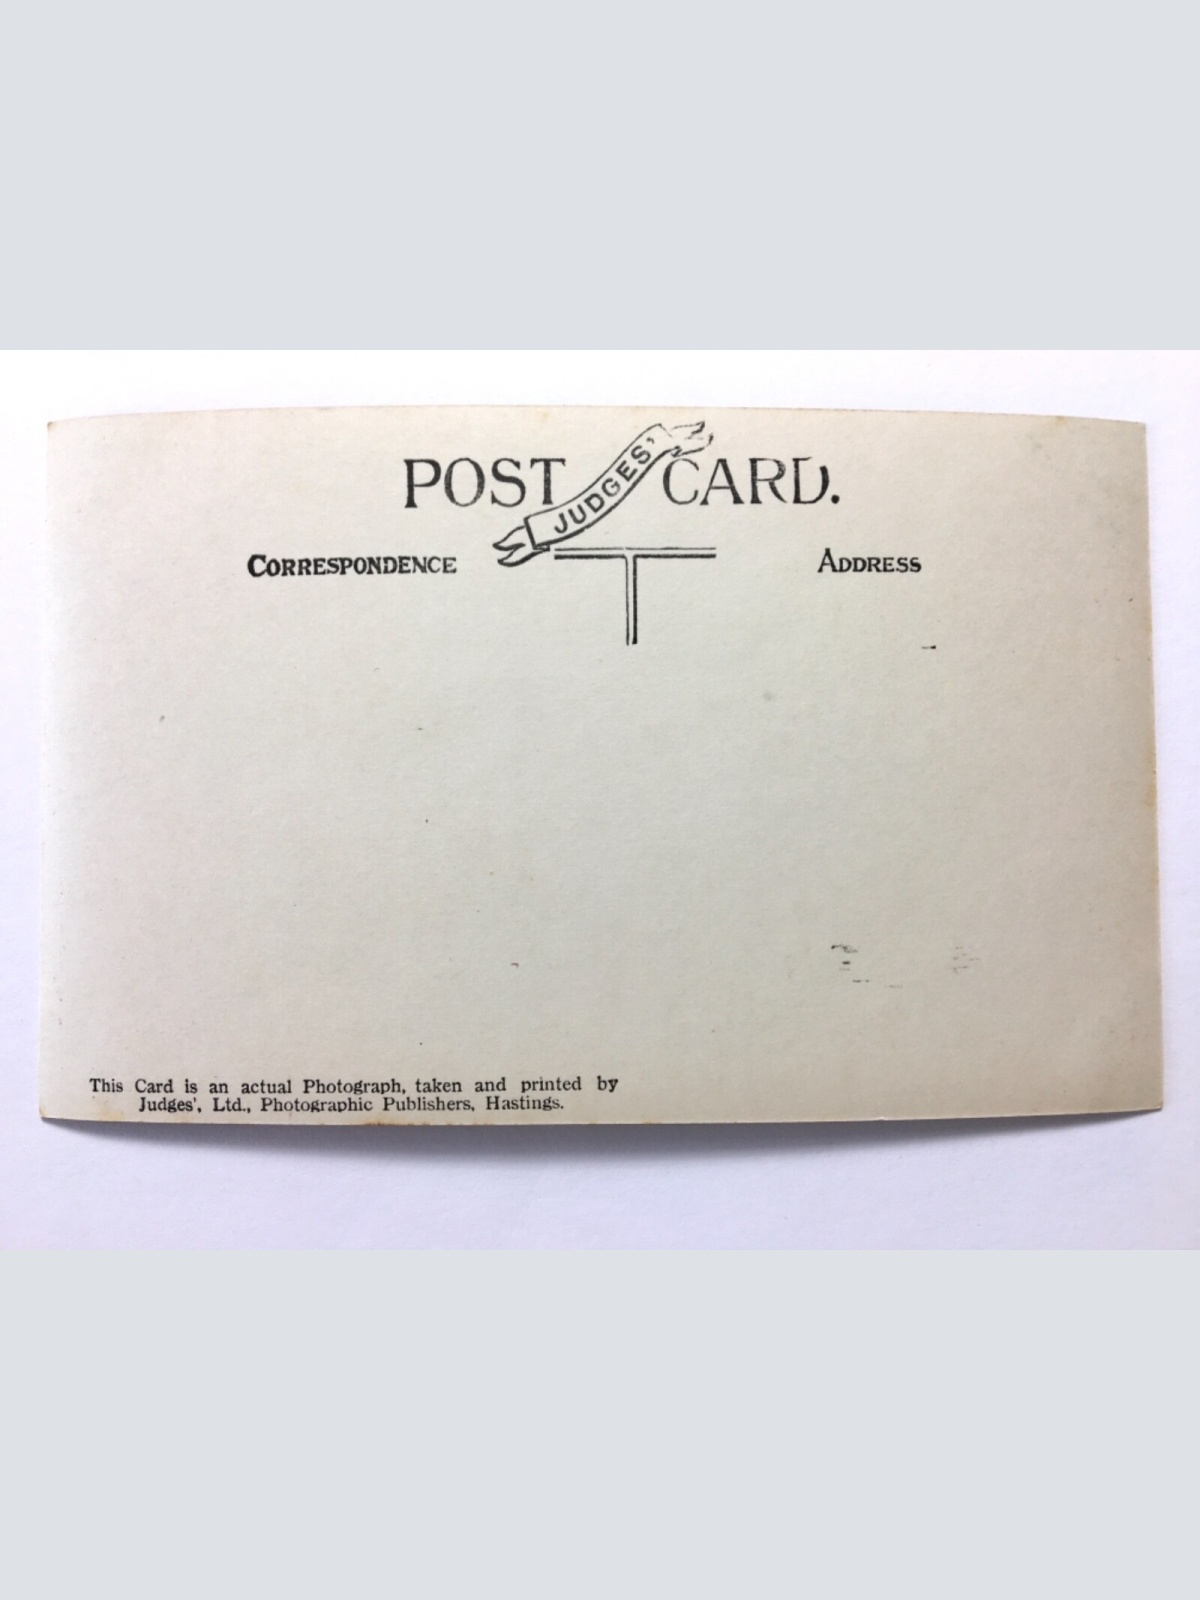 POST JUDGES' CARD.
CORRESPONDENCE ADDRESS
This Card is an actual Photograph, taken and printed by
Judges', Ltd., Photographic Publishers, Hastings.